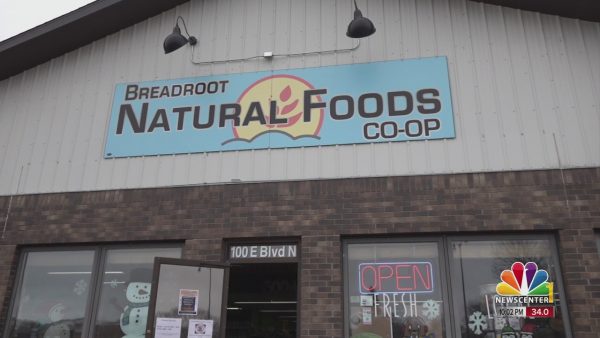 BREADROOT
NATURAL FOODS
CO-OP
100 E Blvd N
OPEN
FRESH
NEWSCENTER
10:02 PM 34.0